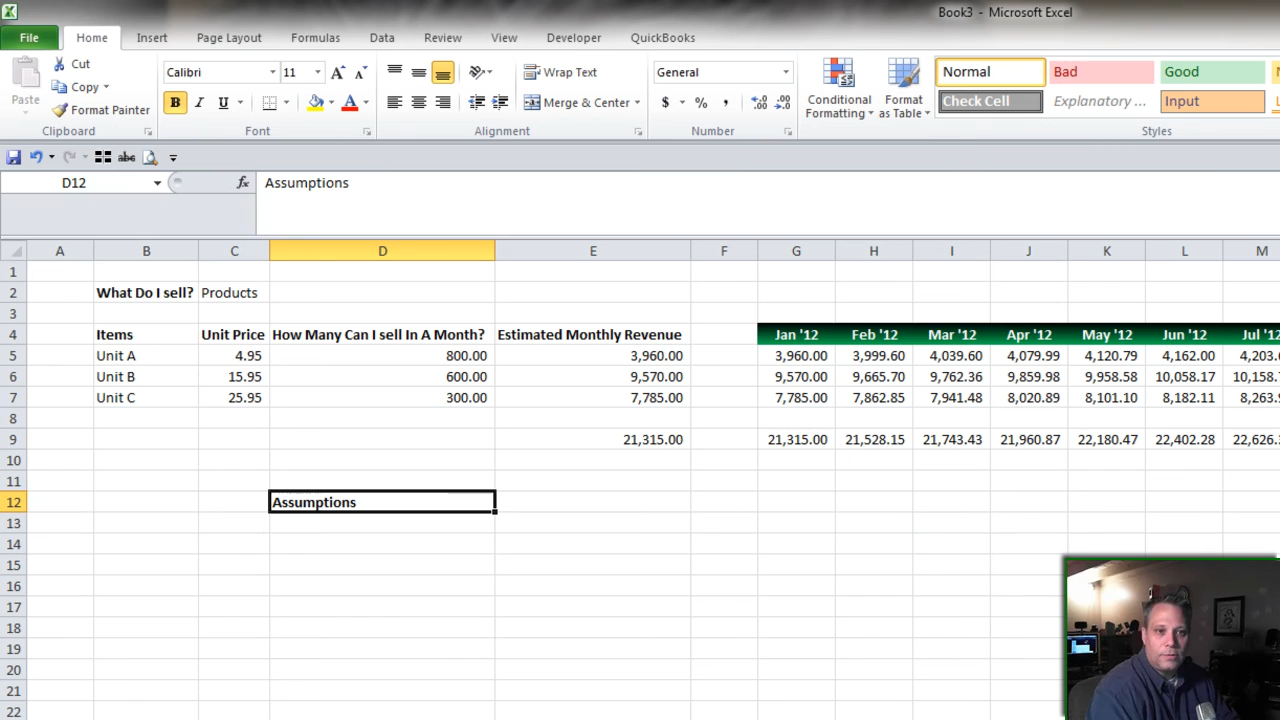 Book3 - Microsoft Excel
File Home Insert Page Layout Formulas Data Review View Developer QuickBooks
Cut
Copy
Format Painter
Paste
Clipboard
Calibri 11
B I U A A A
Font
Wrap Text
Merge & Center
Alignment
General
$ % ,
Number
Conditional Formatting
Format as Table
Normal Bad Good
Check Cell Explanatory ... Input
Styles
abc
D12 fx Assumptions
A B C D E F G H I J K L M
1
2 What Do I sell? Products
3
4 Items Unit Price How Many Can I sell In A Month? Estimated Monthly Revenue Jan '12 Feb '12 Mar '12 Apr '12 May '12 Jun '12 Jul '12
5 Unit A 4.95 800.00 3,960.00 3,960.00 3,999.60 4,039.60 4,079.99 4,120.79 4,162.00 4,203.
6 Unit B 15.95 600.00 9,570.00 9,570.00 9,665.70 9,762.36 9,859.98 9,958.58 10,058.17 10,158.
7 Unit C 25.95 300.00 7,785.00 7,785.00 7,862.85 7,941.48 8,020.89 8,101.10 8,182.11 8,263.
8
9 21,315.00 21,315.00 21,528.15 21,743.43 21,960.87 22,180.47 22,402.28 22,626.
10
11
12 Assumptions
13
14
15
16
17
18
19
20
21
22